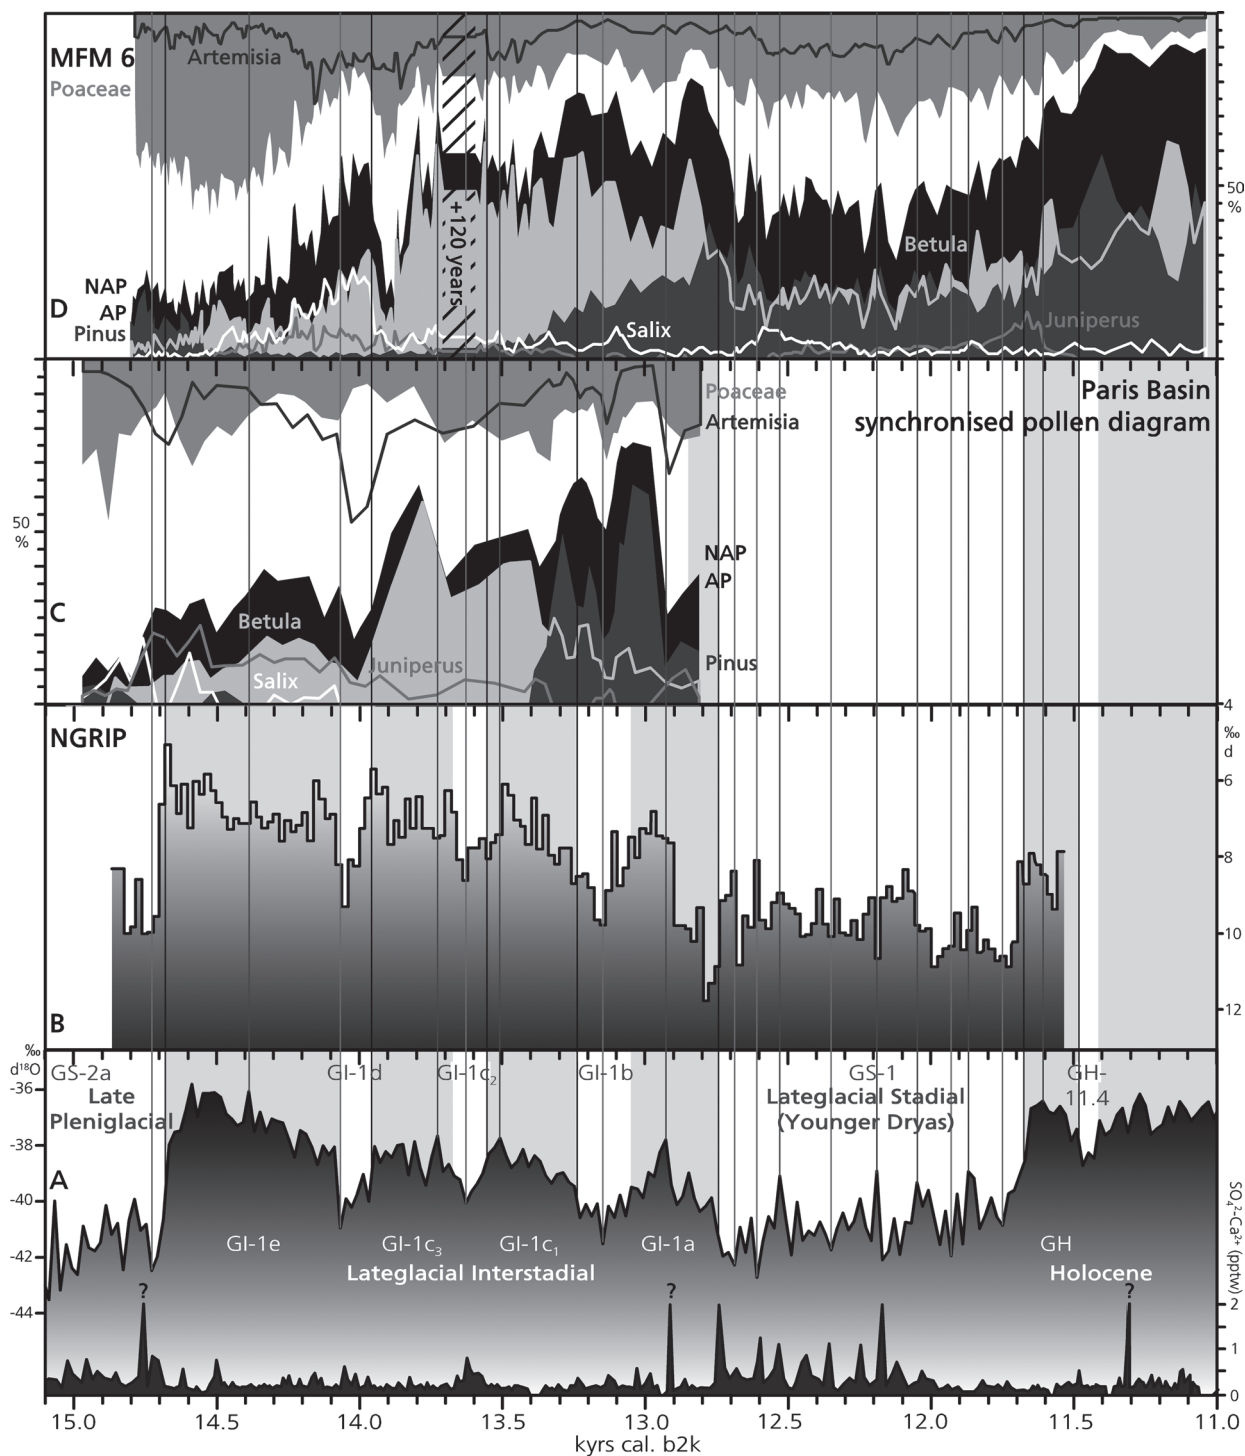 MFM 6
Artemisia
Poaceae
50
%
+120 years
Betula
NAP
AP
Pinus
D
Salix
Juniperus
Poaceae
Artemisia
Paris Basin
synchronised pollen diagram
50
%
NAP
AP
C
Betula
Juniperus
Salix
Pinus
NGRIP
4
‰
d
6
8
10
12
B
‰
d¹⁸O
GS-2a
GI-1d
GI-1c₂
GI-1b
GS-1
GH-
11.4
-36
Late
Pleniglacial
Lateglacial Stadial
(Younger Dryas)
-38
A
-40
SO₄²-Ca²⁺ (pptw)
GI-1e
GI-1c₃
GI-1c₁
GI-1a
GH
-42
Lateglacial Interstadial
Holocene
? ? ?
-44
2
1
0
15.0 14.5 14.0 13.5 13.0 12.5 12.0 11.5 11.0
kyrs cal. b2k